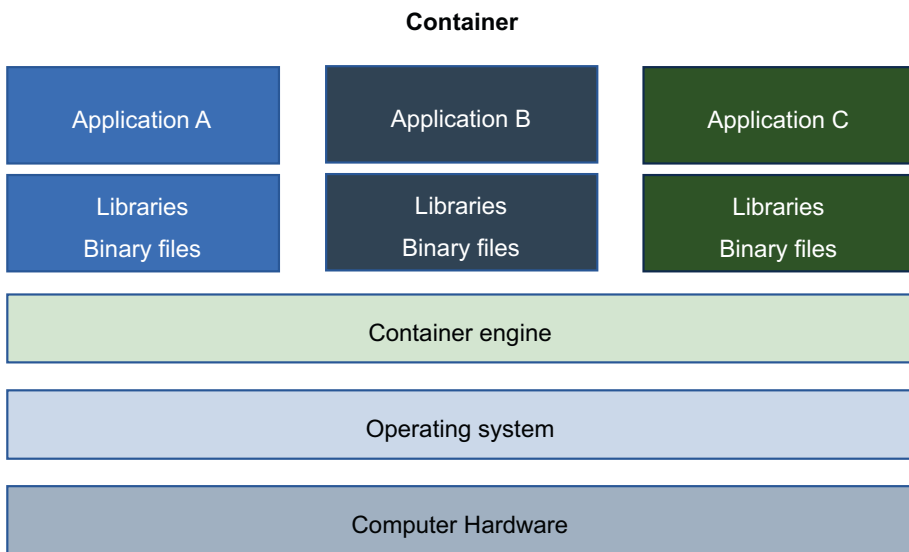 Container
Application A
Application B
Application C
Libraries
Binary files
Libraries
Binary files
Libraries
Binary files
Container engine
Operating system
Computer Hardware